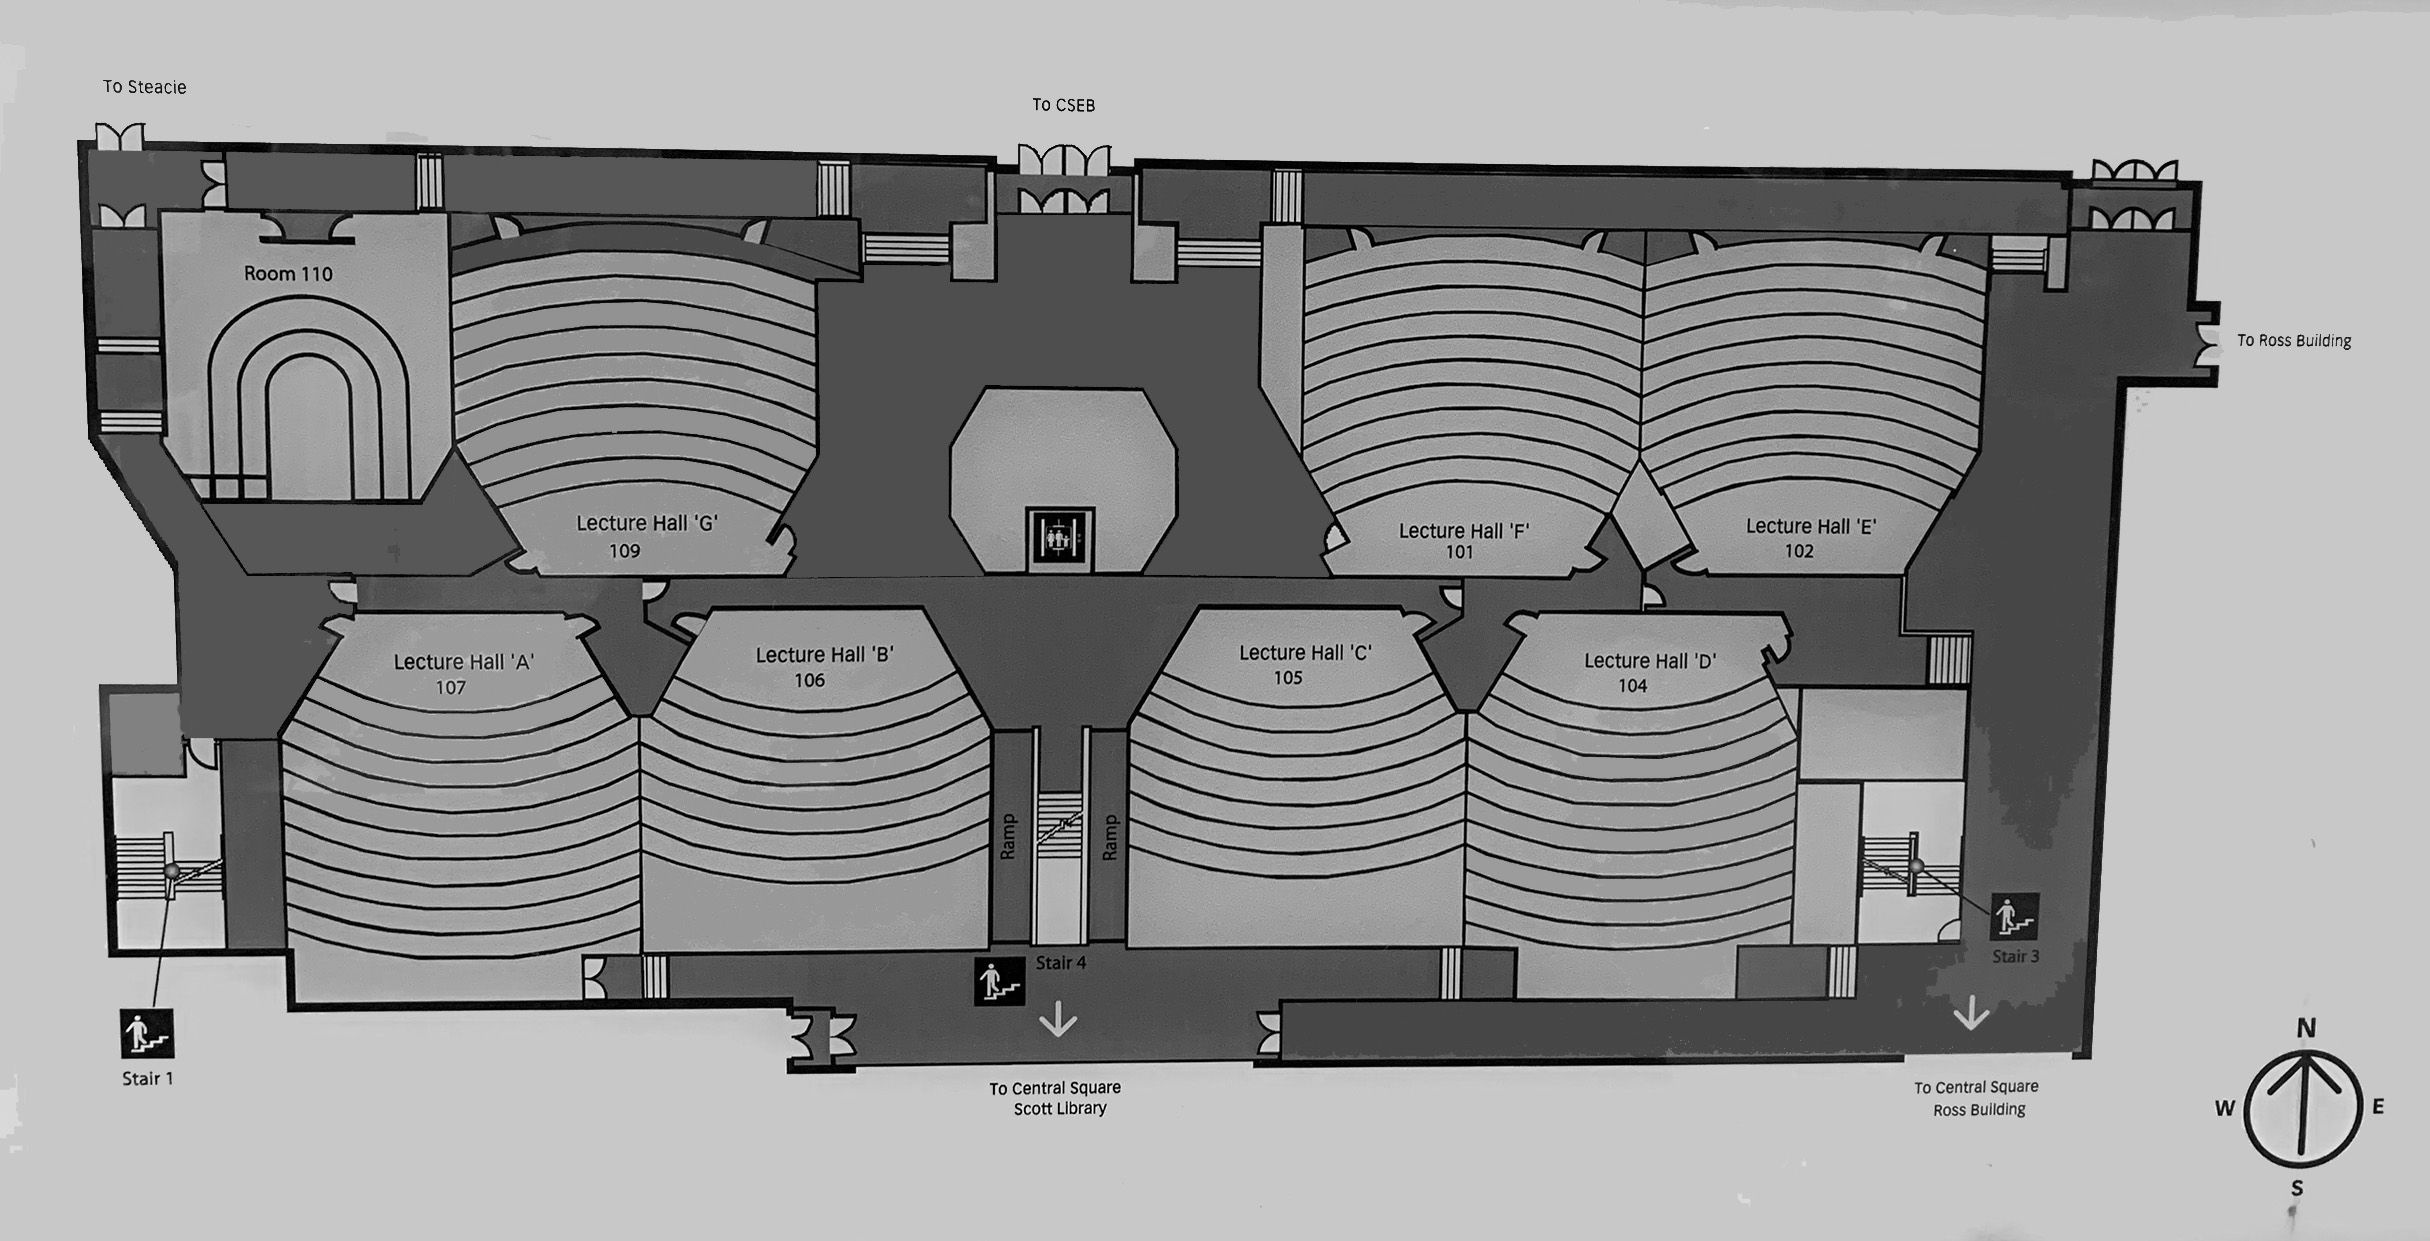 To Steacie
To CSEB
Room 110
To Ross Building
Lecture Hall 'G'
109
Lecture Hall 'F'
101
Lecture Hall 'E'
102
Lecture Hall 'A'
107
Lecture Hall 'B'
106
Lecture Hall 'C'
105
Lecture Hall 'D'
104
Ramp
Ramp
Stair 4
Stair 3
Stair 1
To Central Square
Scott Library
To Central Square
Ross Building
N
W
E
S